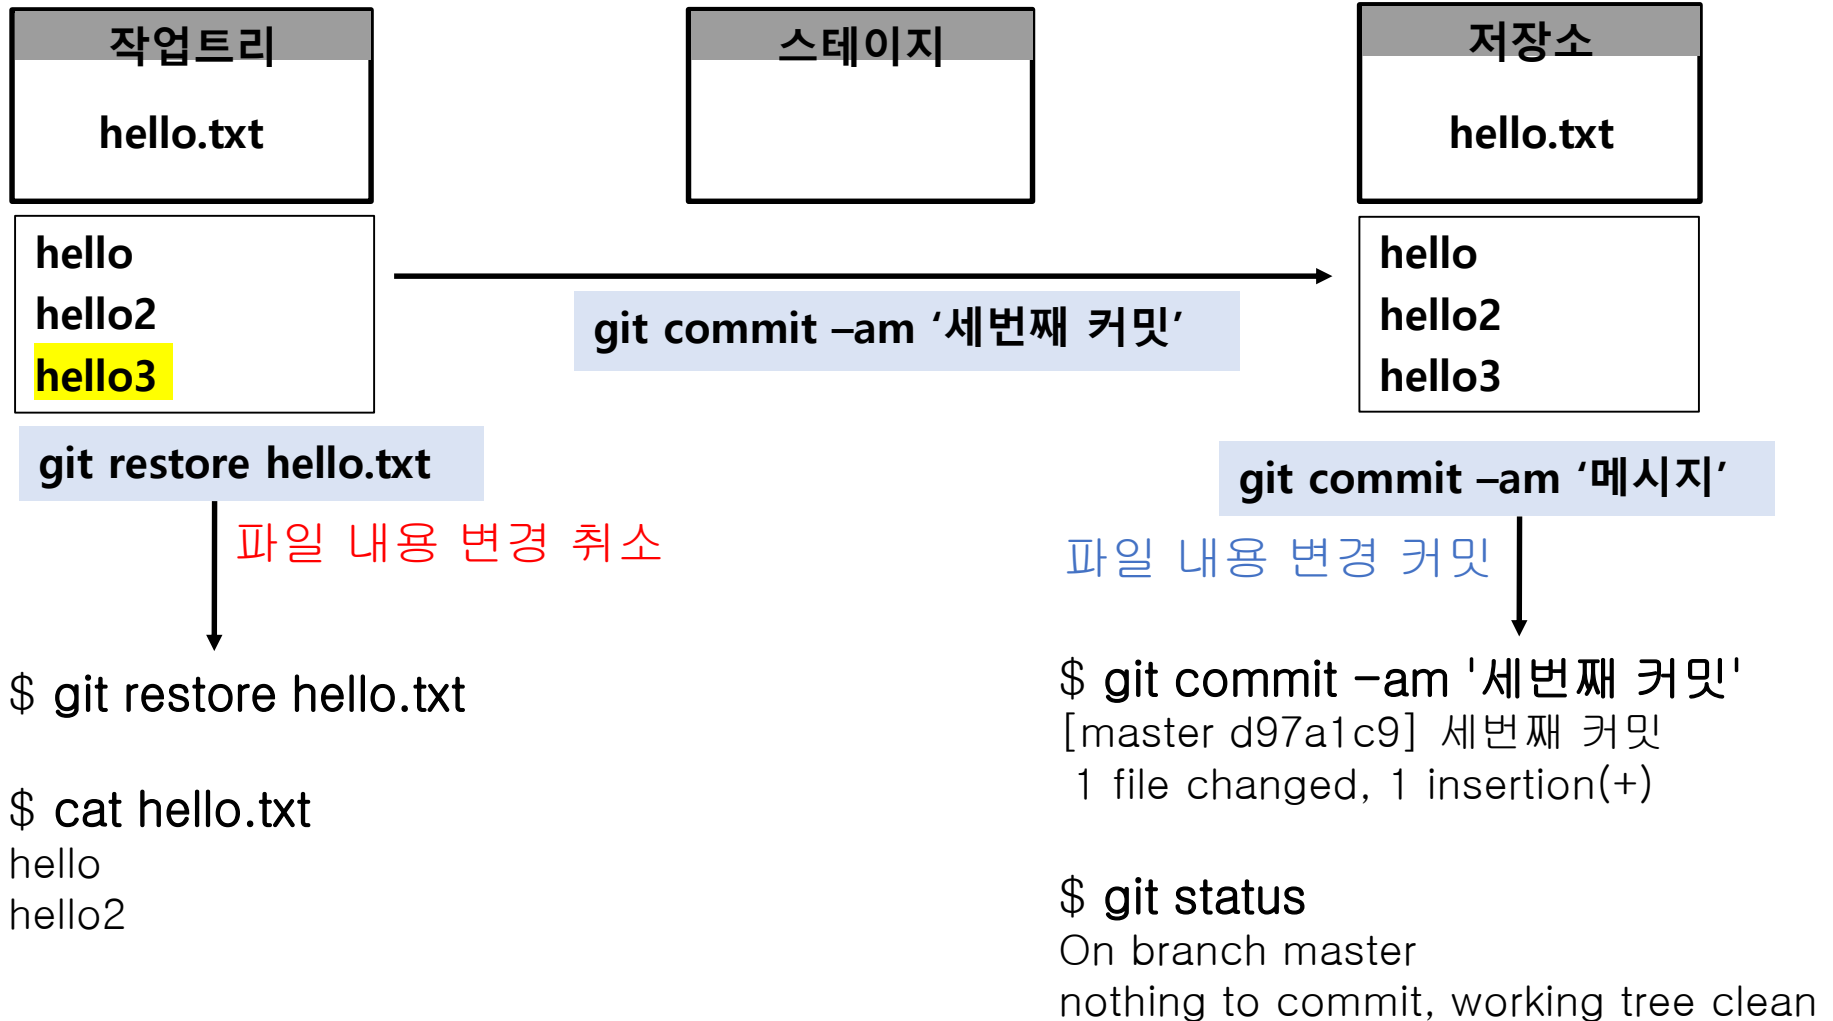 작업트리
hello.txt
스테이지
저장소
hello.txt
hello
hello2
hello3
git commit –am ‘세번째 커밋’
hello
hello2
hello3
git restore hello.txt
파일 내용 변경 취소
git commit –am ‘메시지’
파일 내용 변경 커밋
$ git restore hello.txt
$ cat hello.txt
hello
hello2
$ git commit –am '세번째 커밋'
[master d97a1c9] 세번째 커밋
1 file changed, 1 insertion(+)
$ git status
On branch master
nothing to commit, working tree clean